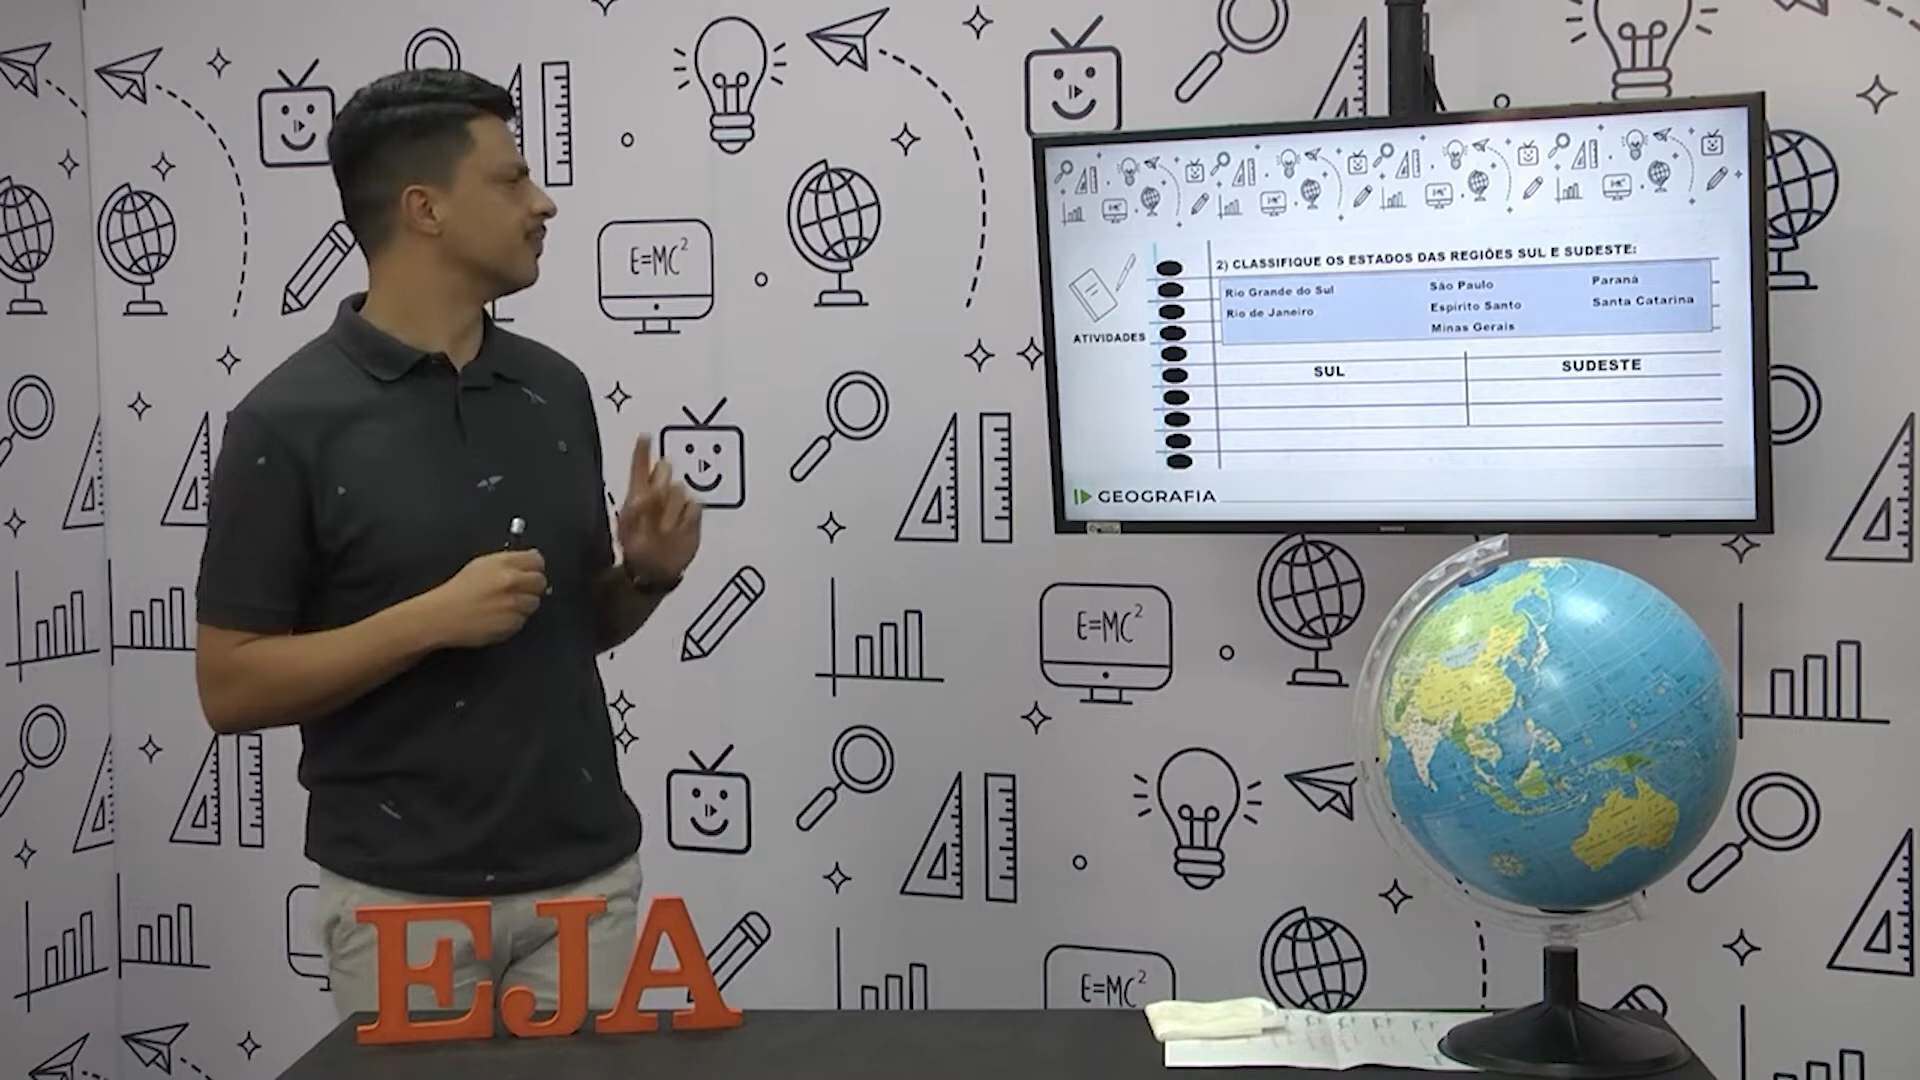 E=MC²
2) CLASSIFIQUE OS ESTADOS DAS REGIÕES SUL E SUDESTE:
Rio Grande do Sul São Paulo Paraná
Rio de Janeiro Espírito Santo Santa Catarina
Minas Gerais
ATIVIDADES
SUL SUDESTE
GEOGRAFIA
E=MC²
EJA
E=MC²